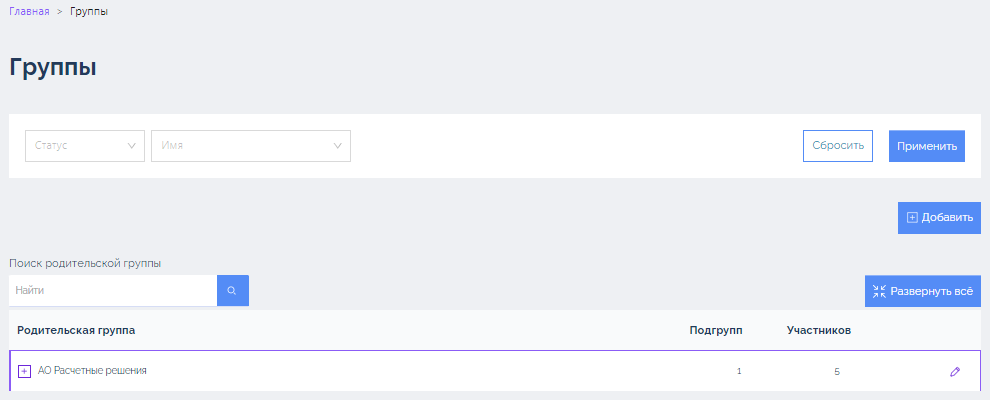 Главная > Группы
Группы
Статус Имя Сбросить Применить
Добавить
Поиск родительской группы
Найти Развернуть всё
Родительская группа Подгрупп Участников
АО Расчетные решения 1 5